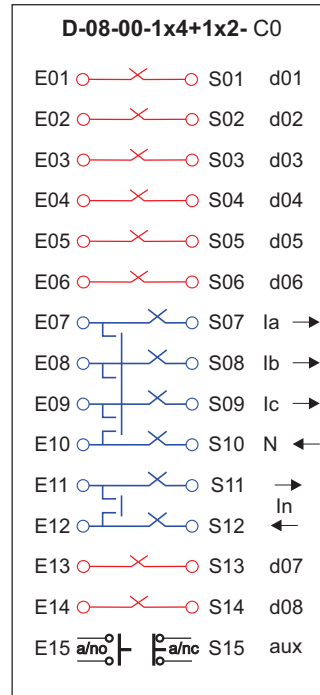 D-08-00-1x4+1x2- C0
E01 S01 d01
E02 S02 d02
E03 S03 d03
E04 S04 d04
E05 S05 d05
E06 S06 d06
E07 S07 Ia
E08 S08 Ib
E09 S09 Ic
E10 S10 N
E11 S11
In
E12 S12
E13 S13 d07
E14 S14 d08
E15 a/no a/nc S15 aux